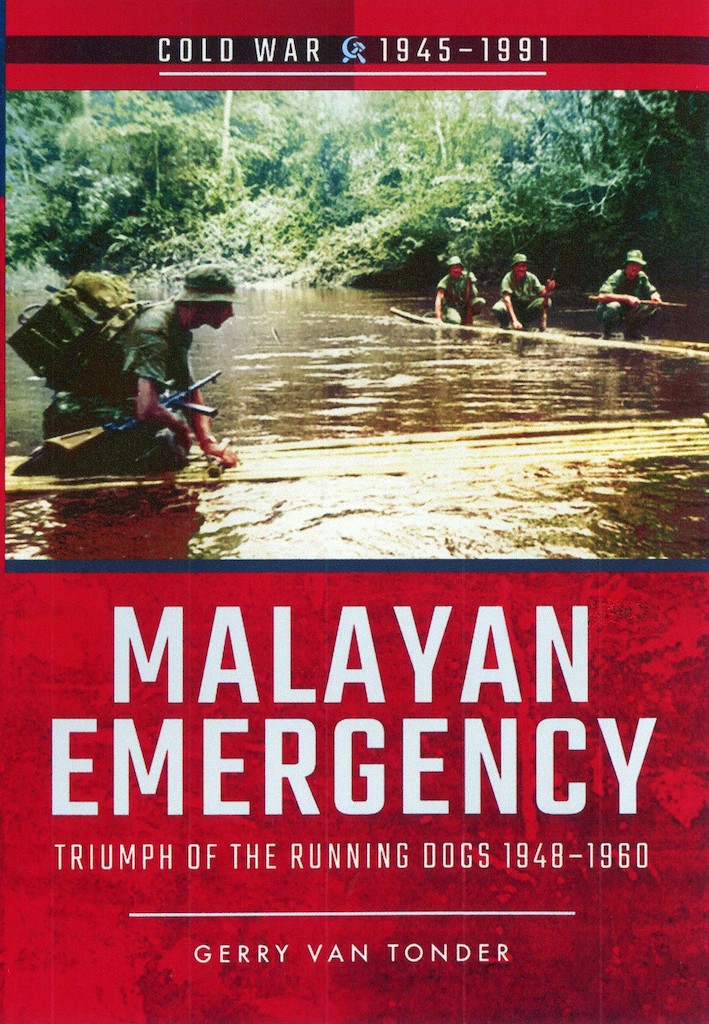 COLD WAR 1945–1991
MALAYAN
EMERGENCY
TRIUMPH OF THE RUNNING DOGS 1948–1960
GERRY VAN TONDER